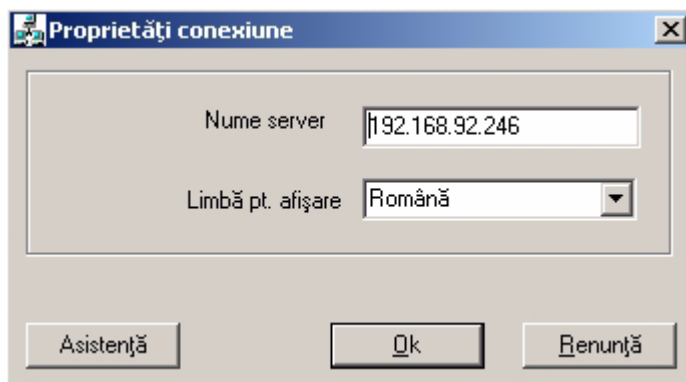 Proprietăţi conexiune
Nume server 192.168.92.246
Limbă pt. afişare Română
Asistenţă Ok Renunţă